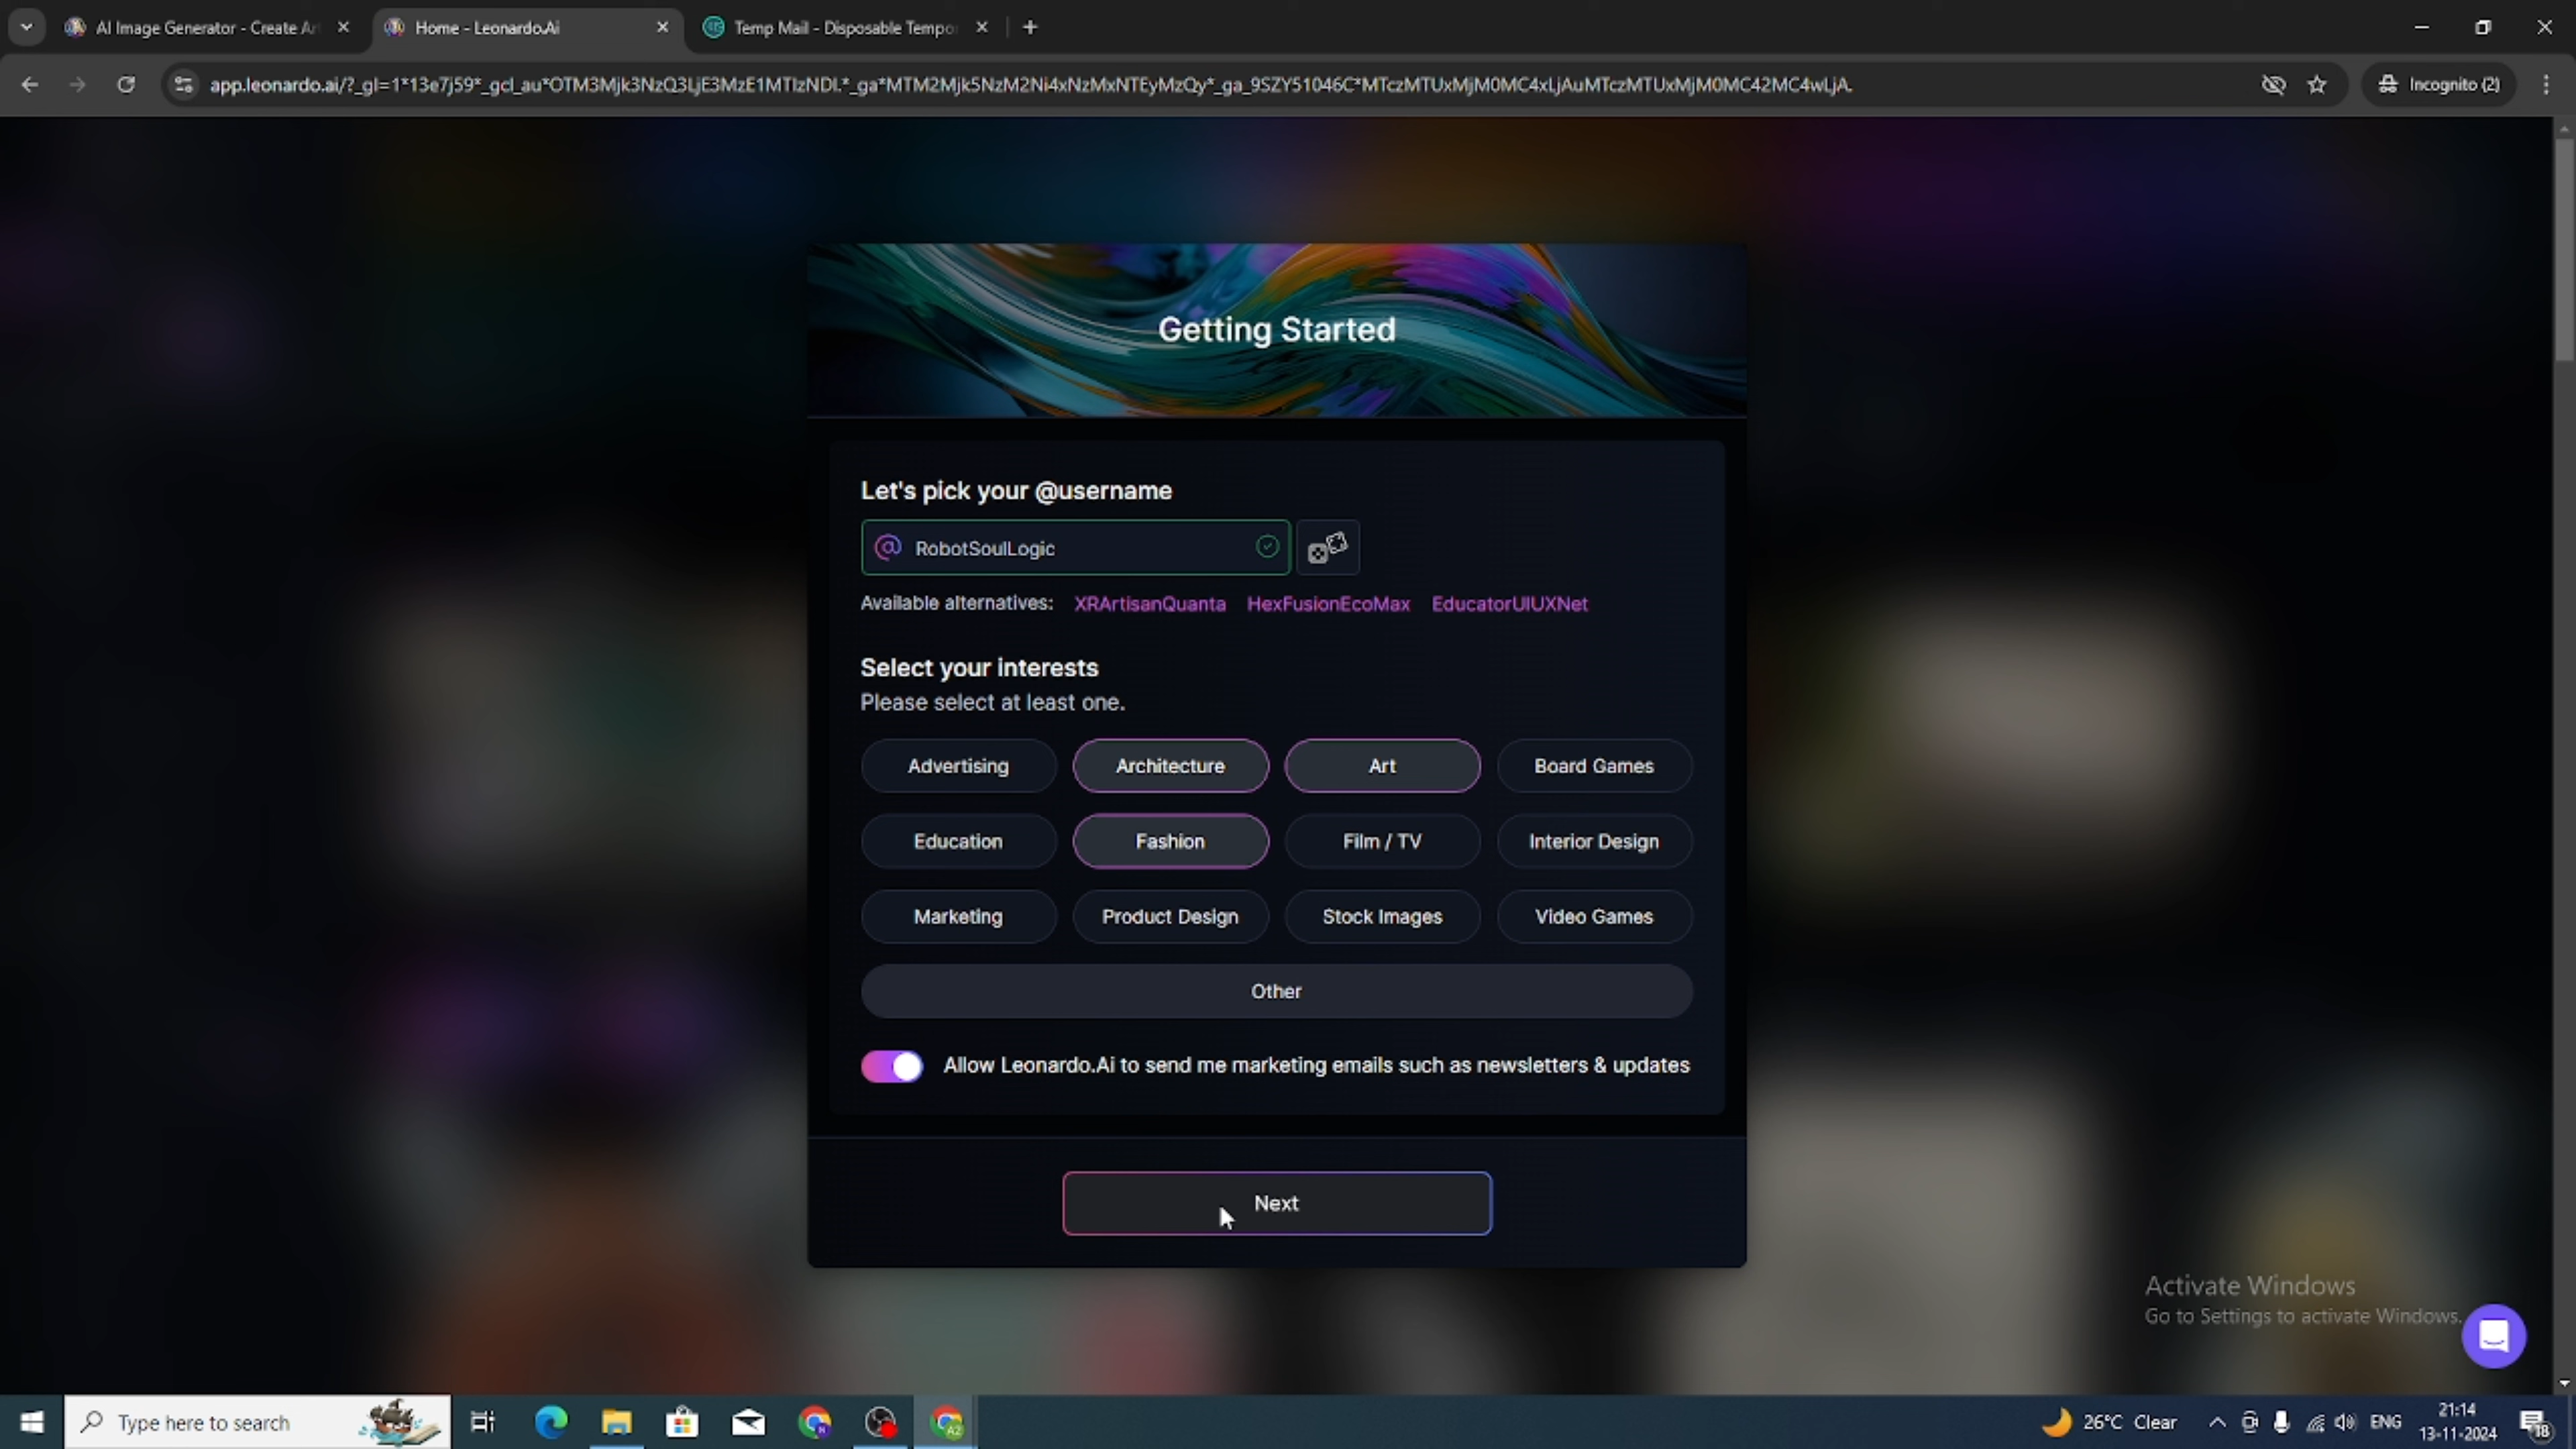 AI Image Generator - Create Ar
Home - Leonardo.Ai
Temp Mail - Disposable Tempo
app.leonardo.ai/?_gl=1*13e7j59*_gcl_au*OTM3Mjk3NzQ3LjE3MzE1MTIzNDI.*_ga*MTM2Mjk5NzM2Ni4xNzMxNTEyMzQy*_ga_9SZY51046C*MTczMTUxMjM0MC4xLjAuMTczMTUxMjM0MC42MC4wLjA.
Incognito (2)
Getting Started
Let's pick your @username
@ RobotSoulLogic
Available alternatives: XRArtisanQuanta HexFusionEcoMax EducatorUIUXNet
Select your interests
Please select at least one.
Advertising Architecture Art Board Games
Education Fashion Film / TV Interior Design
Marketing Product Design Stock Images Video Games
Other
Allow Leonardo.Ai to send me marketing emails such as newsletters & updates
Next
Activate Windows
Go to Settings to activate Windows.
Type here to search
26°C Clear
ENG
21:14
13-11-2024
18